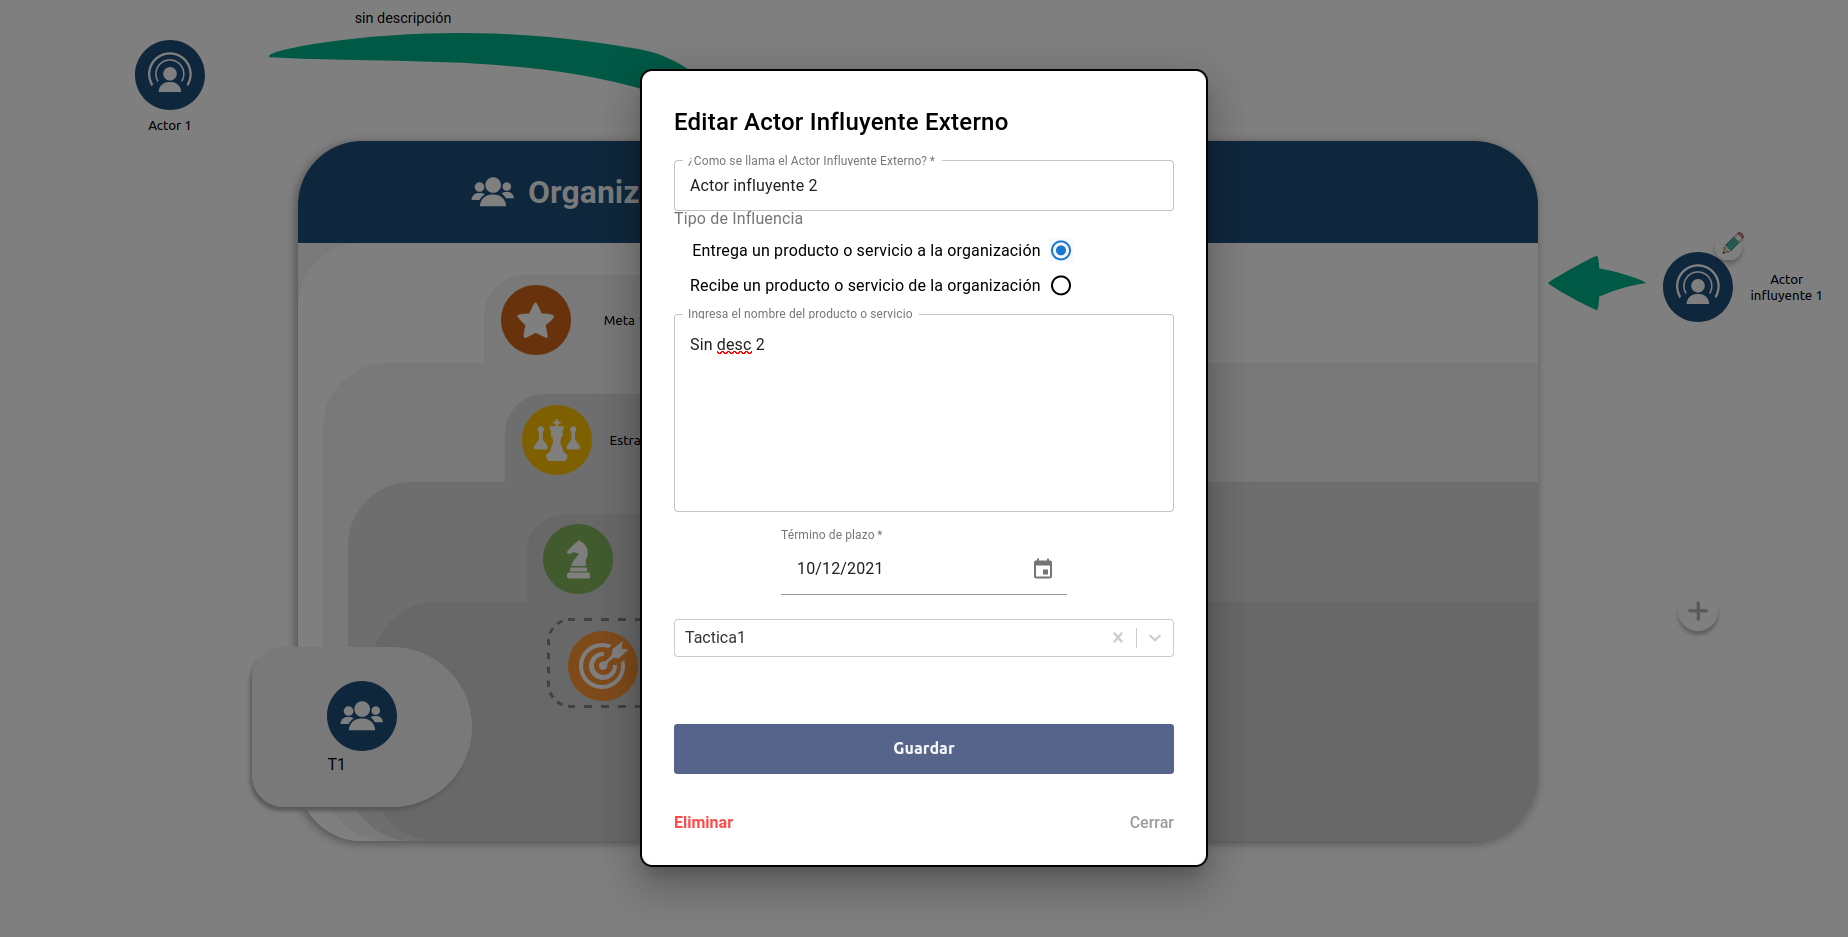 sin descripción
Actor 1
Organiz
Meta
Estra
T1
Editar Actor Influyente Externo
¿Como se llama el Actor Influyente Externo? *
Actor influyente 2
Tipo de Influencia
Entrega un producto o servicio a la organización
Recibe un producto o servicio de la organización
Ingresa el nombre del producto o servicio
Sin desc 2
Término de plazo *
10/12/2021
Tactica1
Guardar
Eliminar
Cerrar
Actor
influyente 1